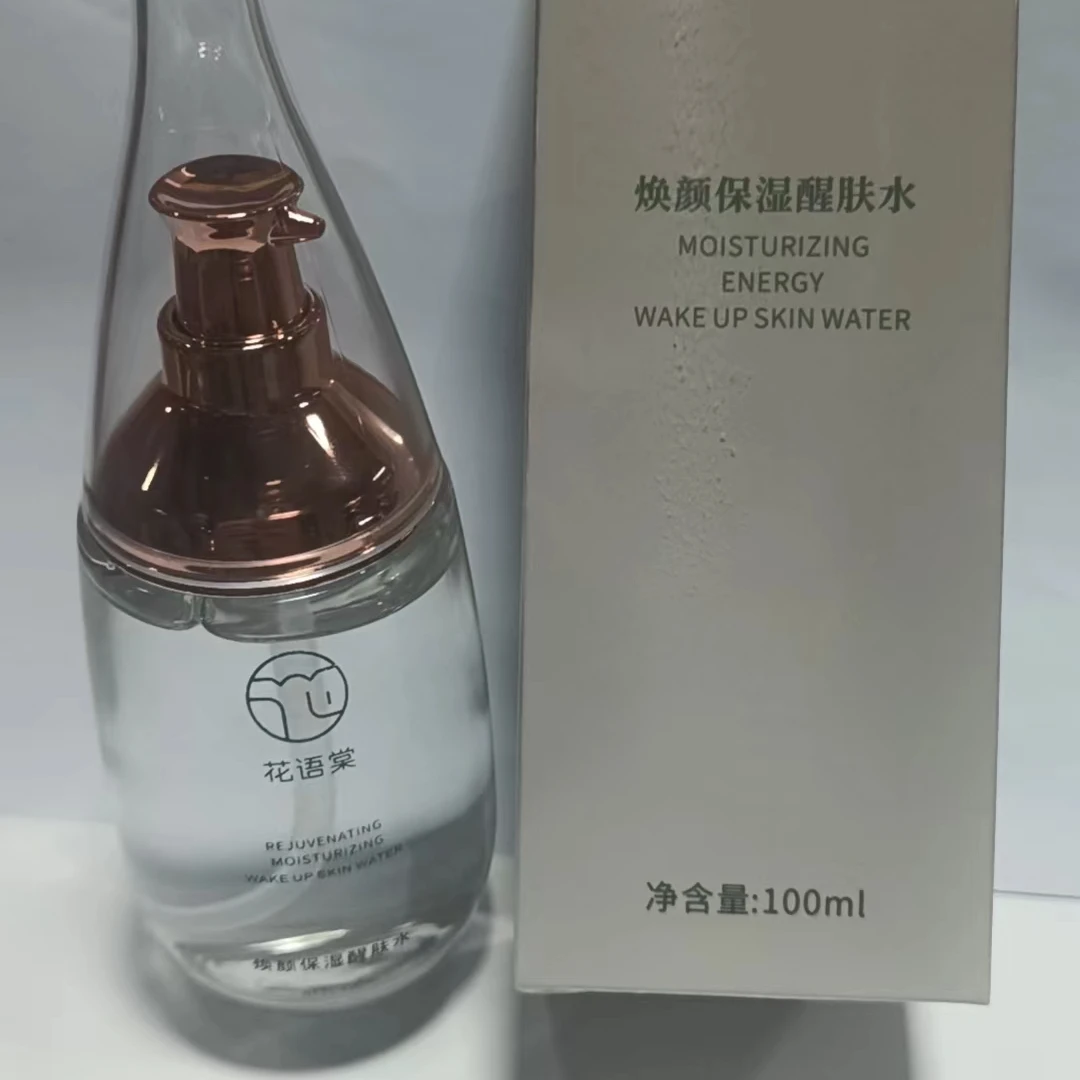 花语棠
REJUVENATING
MOISTURIZING
WAKE UP SKIN WATER
焕颜保湿醒肤水
焕颜保湿醒肤水
MOISTURIZING
ENERGY
WAKE UP SKIN WATER
净含量:100ml